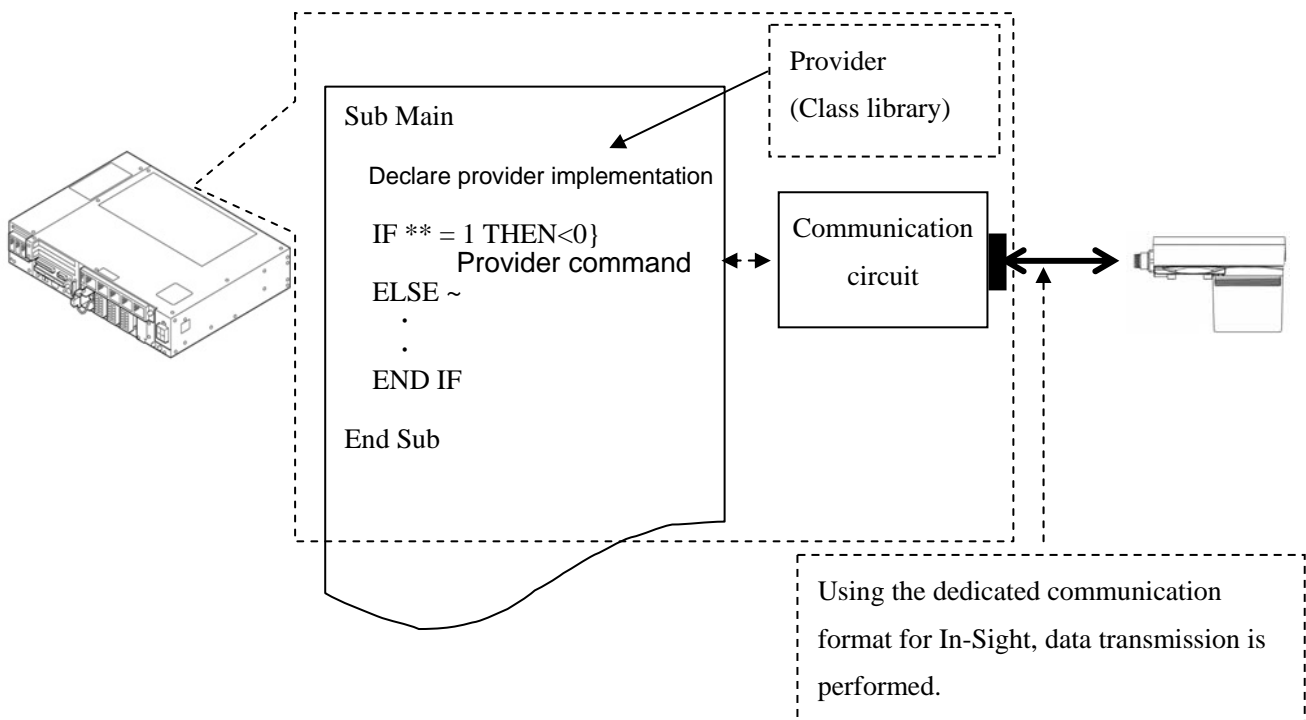 Provider
(Class library)
Sub Main
Declare provider implementation
IF ** = 1 THEN<0}
Provider command
ELSE ~
.
.
END IF
End Sub
Communication
circuit
Using the dedicated communication
format for In-Sight, data transmission is
performed.